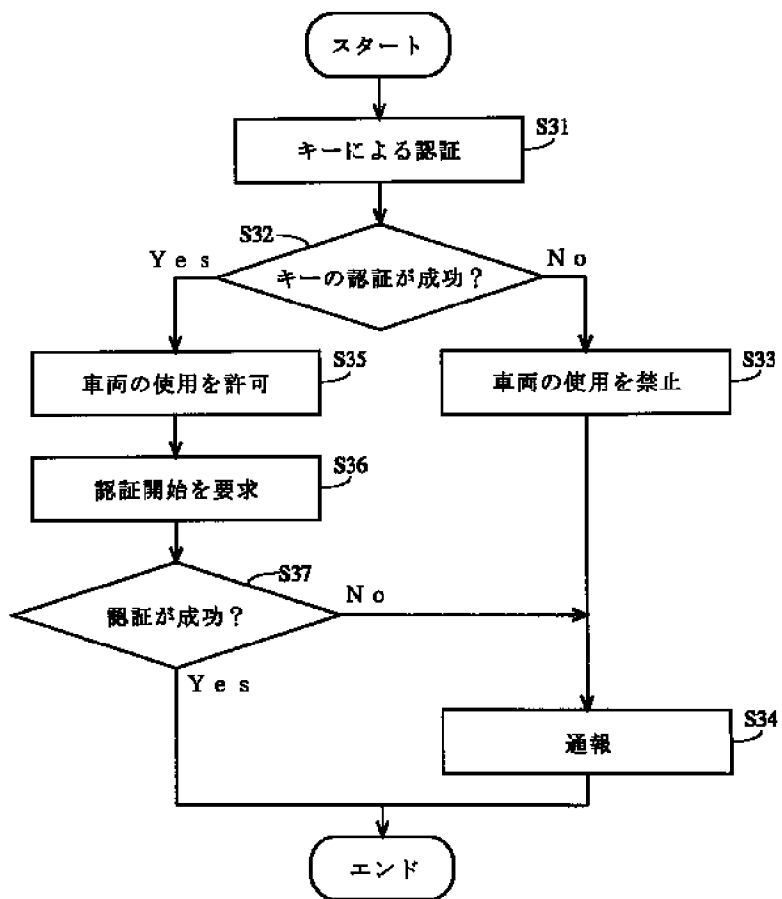 スタート
S31
キーによる認証
S32
Yes
キーの認証が成功？
No
S35
車両の使用を許可
S33
車両の使用を禁止
S36
認証開始を要求
S37
認証が成功？
No
Yes
S34
通報
エンド